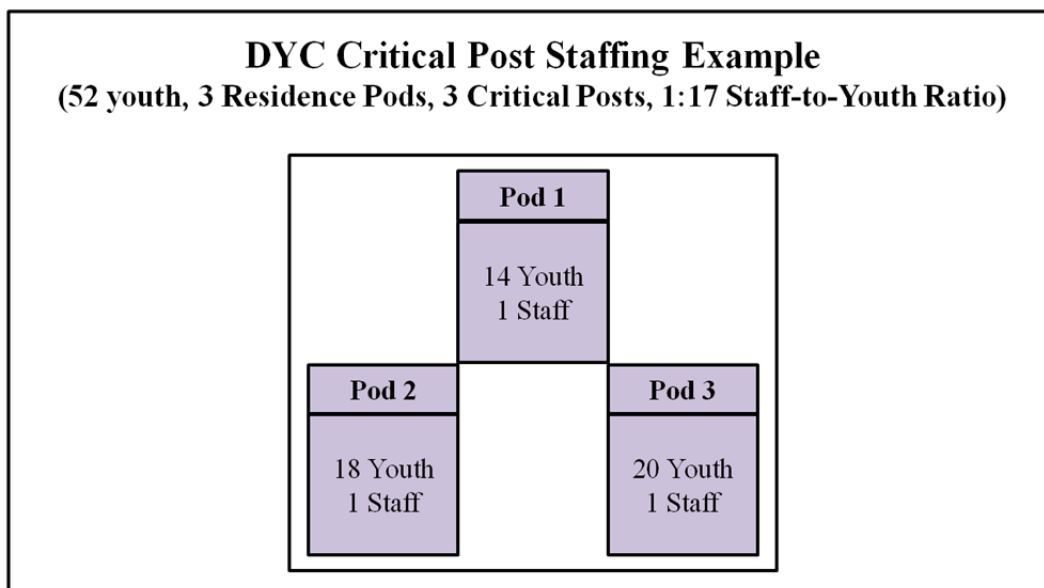 DYC Critical Post Staffing Example
(52 youth, 3 Residence Pods, 3 Critical Posts, 1:17 Staff-to-Youth Ratio)
Pod 1
14 Youth
1 Staff
Pod 2
18 Youth
1 Staff
Pod 3
20 Youth
1 Staff